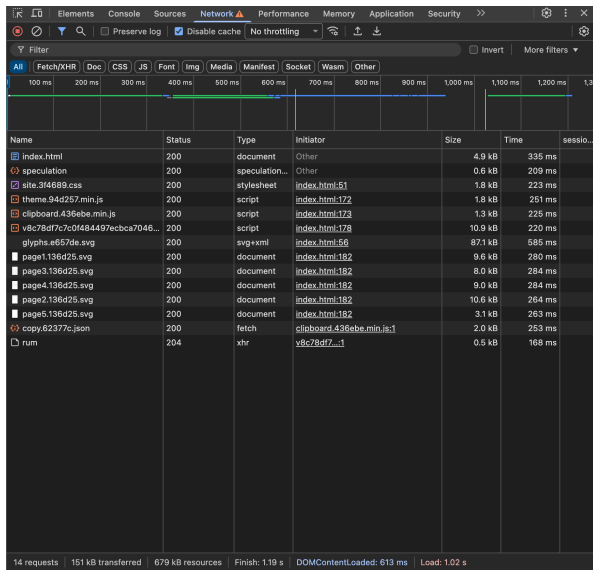 Elements Console Sources Network Performance Memory Application Security
Preserve log Disable cache No throttling
Filter Invert More filters
All Fetch/XHR Doc CSS JS Font Img Media Manifest Socket Wasm Other
100 ms 200 ms 300 ms 400 ms 500 ms 600 ms 700 ms 800 ms 900 ms 1,000 ms 1,100 ms 1,200 ms 1,3
Name Status Type Initiator Size Time sessio...
index.html 200 document Other 4.9 kB 335 ms
speculation 200 speculation... Other 0.6 kB 209 ms
site.3f4689.css 200 stylesheet index.html:51 1.8 kB 223 ms
theme.94d257.min.js 200 script index.html:172 1.8 kB 251 ms
clipboard.436ebe.min.js 200 script index.html:173 1.3 kB 225 ms
v8c78df7c7c0f484497ecbca7046... 200 script index.html:178 10.9 kB 220 ms
glyphs.e657de.svg 200 svg+xml index.html:56 87.1 kB 585 ms
page1.136d25.svg 200 document index.html:182 9.6 kB 280 ms
page3.136d25.svg 200 document index.html:182 8.0 kB 284 ms
page4.136d25.svg 200 document index.html:182 9.0 kB 284 ms
page2.136d25.svg 200 document index.html:182 10.6 kB 264 ms
page5.136d25.svg 200 document index.html:182 3.1 kB 263 ms
copy.62377c.json 200 fetch clipboard.436ebe.min.js:1 2.0 kB 253 ms
rum 204 xhr v8c78df7...:1 0.5 kB 168 ms
14 requests 151 kB transferred 679 kB resources Finish: 1.19 s DOMContentLoaded: 613 ms Load: 1.02 s